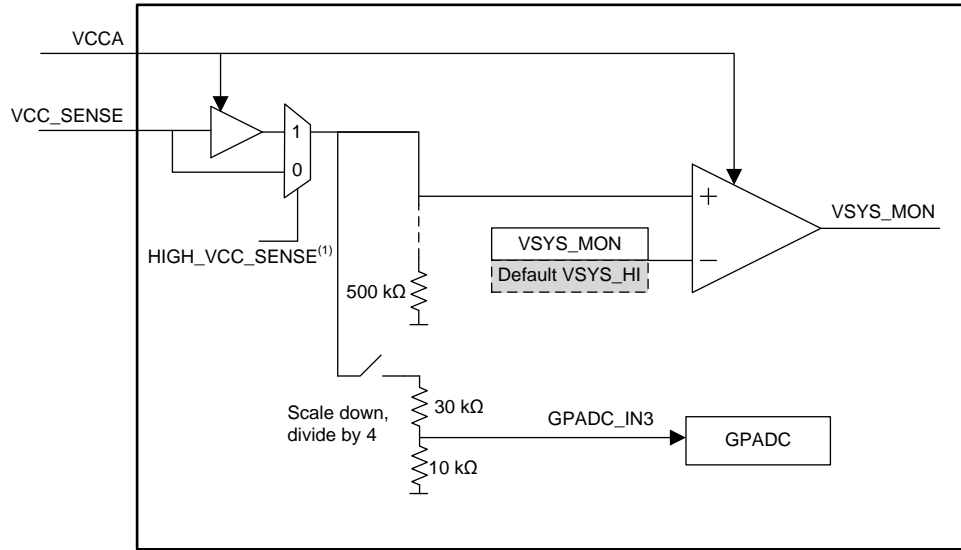 VCCA
VCC_SENSE
1
0
HIGH_VCC_SENSE(1)
+
VSYS_MON
−
Default VSYS_HI
VSYS_MON
500 kΩ
Scale down,
divide by 4
30 kΩ
GPADC_IN3
GPADC
10 kΩ